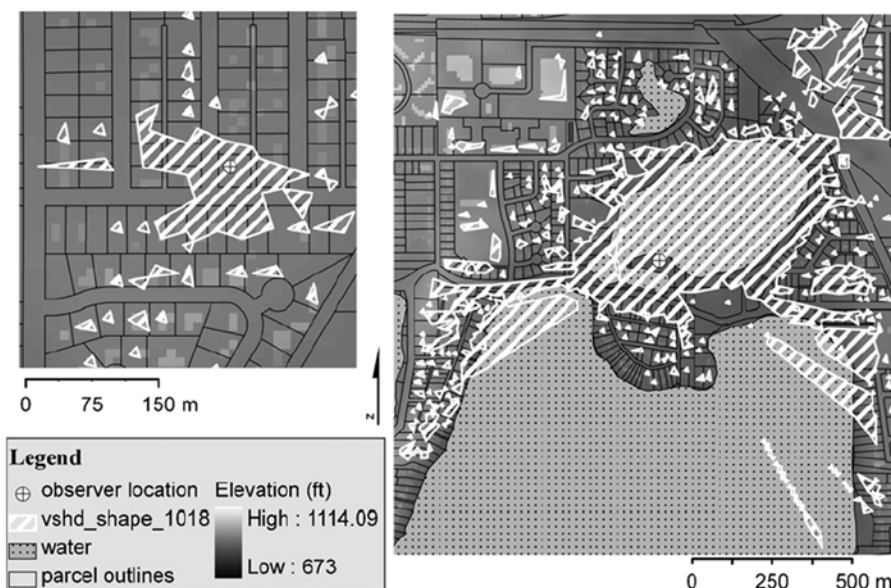 0 75 150 m
z
Legend
observer location
vshd_shape_1018
water
parcel outlines
Elevation (ft)
High : 1114.09
Low : 673
0 250 500 m